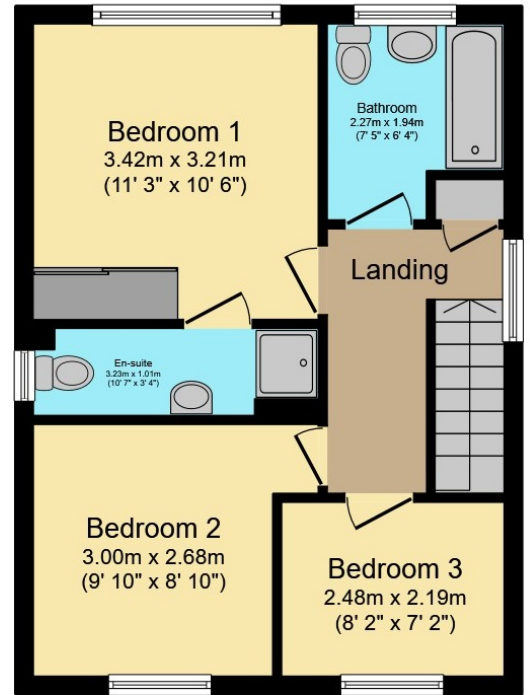 Bedroom 1
3.42m x 3.21m
(11' 3" x 10' 6")
Bathroom
2.27m x 1.94m
(7' 5" x 6' 4")
Landing
En-suite
3.23m x 1.01m
(10' 7" x 3' 4")
Bedroom 2
3.00m x 2.68m
(9' 10" x 8' 10")
Bedroom 3
2.48m x 2.19m
(8' 2" x 7' 2")